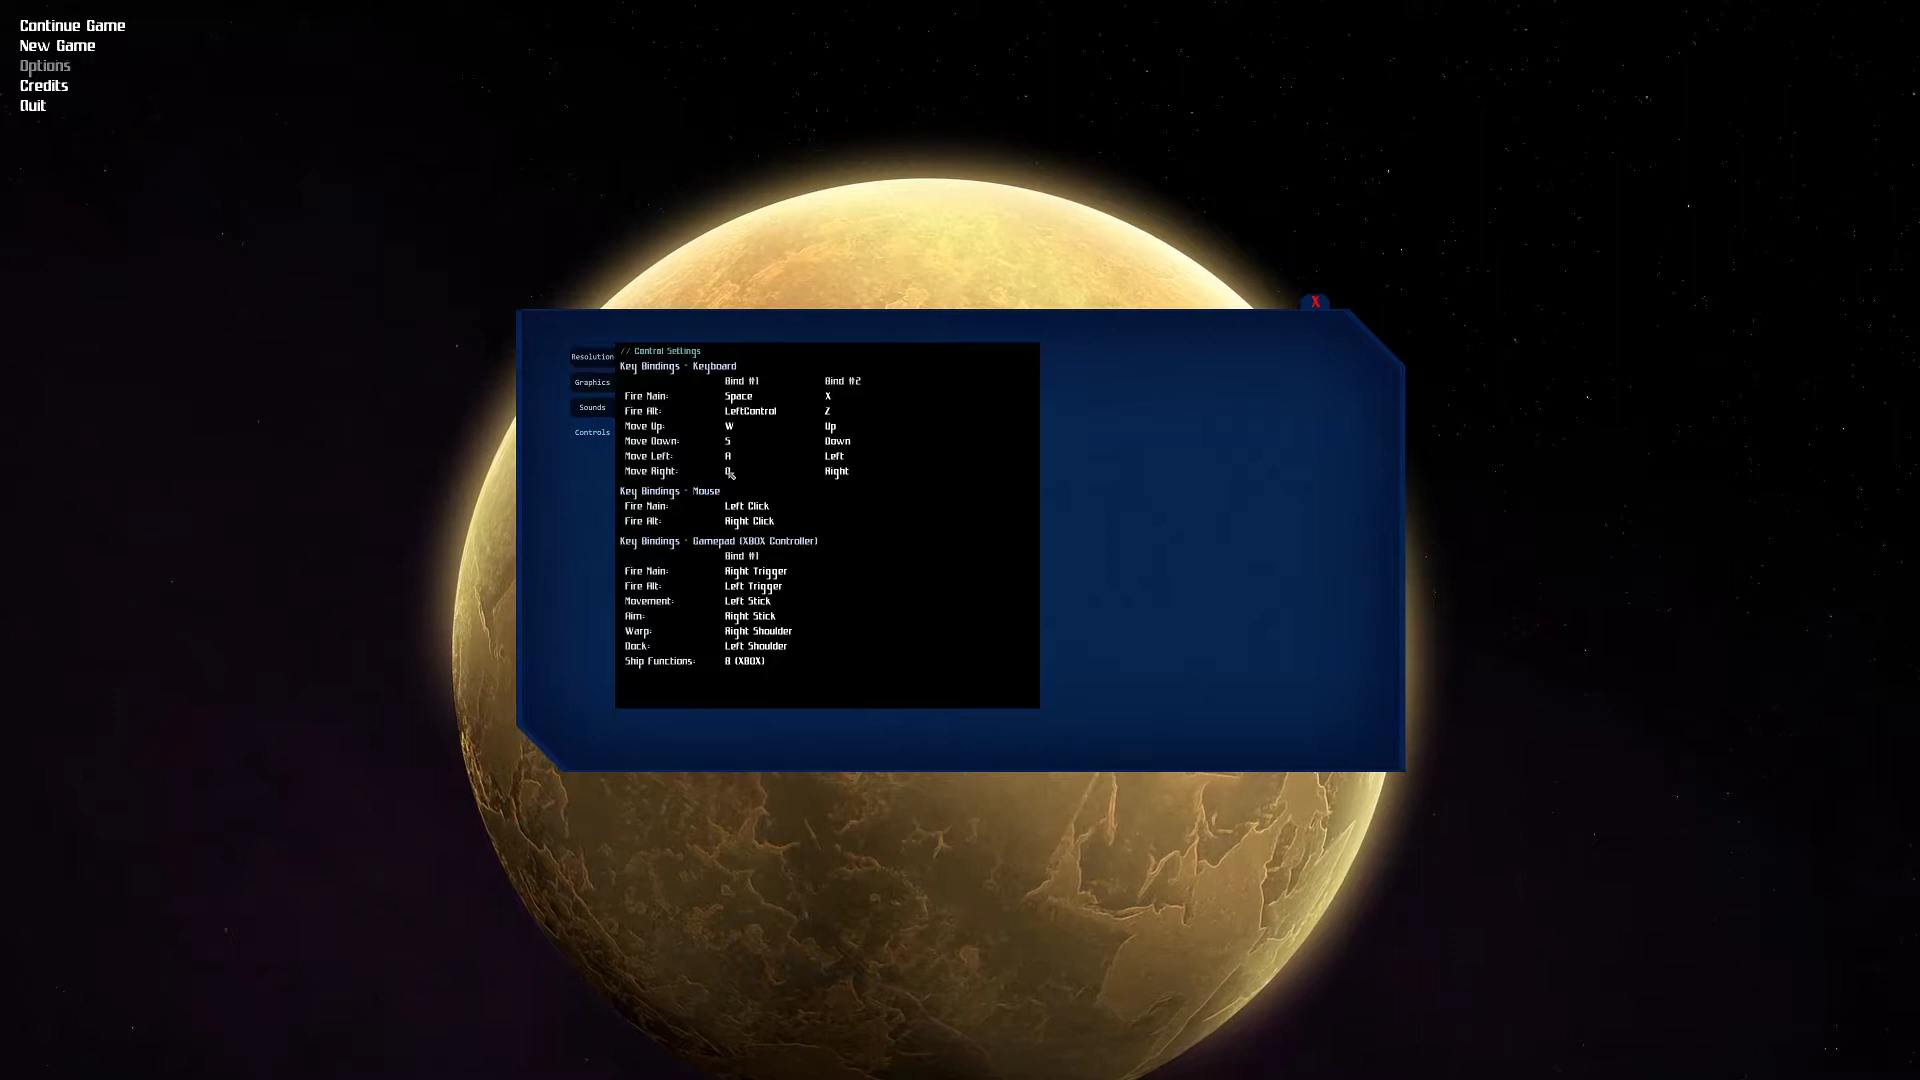 Continue Game
New Game
Options
Credits
Quit
X
Resolution
Graphics
Sounds
Controls
// Control Settings
Key Bindings - Keyboard
Bind #1 Bind #2
Fire Main: Space X
Fire Alt: LeftControl Z
Move Up: W Up
Move Down: S Down
Move Left: A Left
Move Right: D Right
Key Bindings - Mouse
Fire Main: Left Click
Fire Alt: Right Click
Key Bindings - Gamepad (XBOX Controller)
Bind #1
Fire Main: Right Trigger
Fire Alt: Left Trigger
Movement: Left Stick
Aim: Right Stick
Warp: Right Shoulder
Dock: Left Shoulder
Ship Functions: B (XBOX)